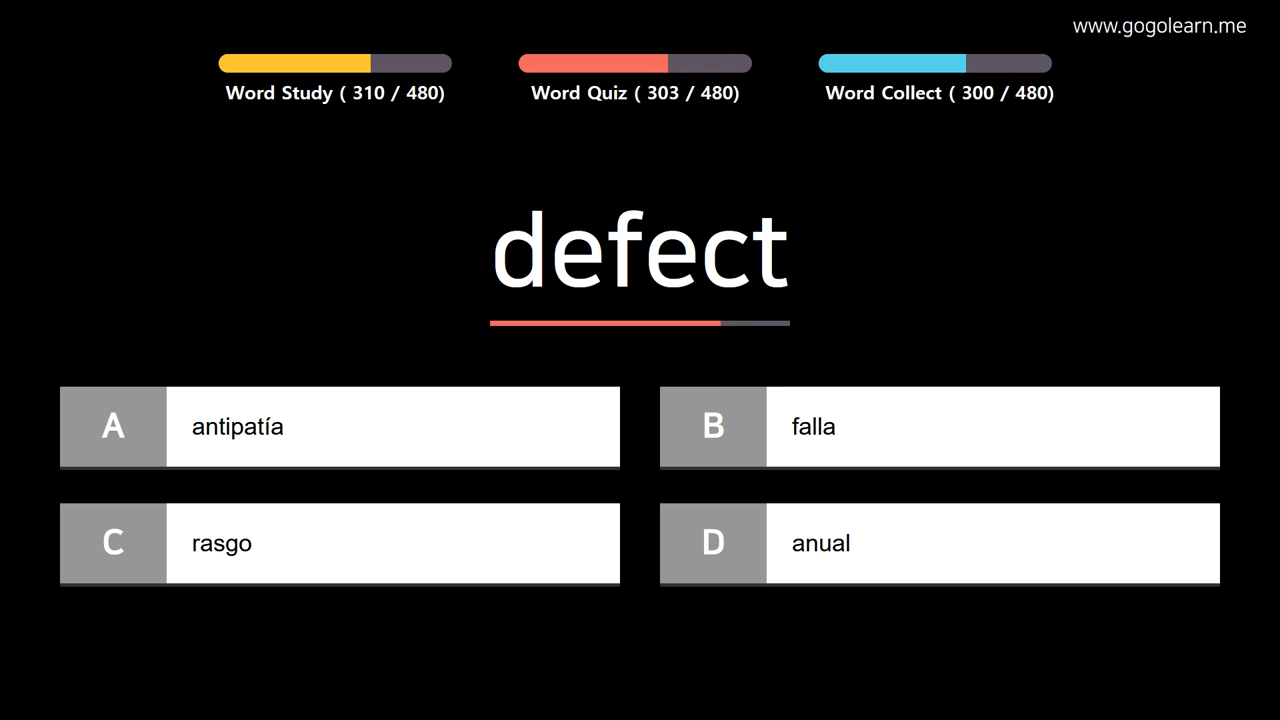 www.gogolearn.me
Word Study ( 310 / 480)
Word Quiz ( 303 / 480)
Word Collect ( 300 / 480)
defect
A antipatía
B falla
C rasgo
D anual